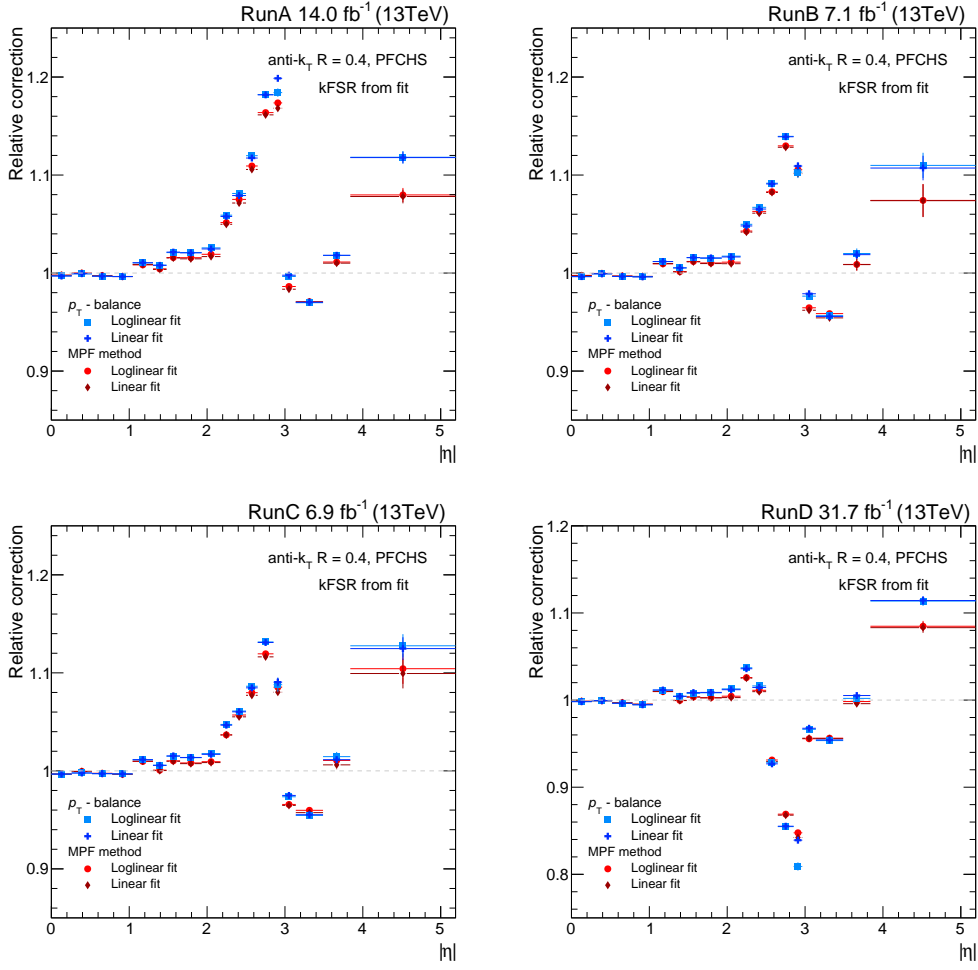 RunA 14.0 fb-1 (13TeV)
Relative correction
anti-kT R = 0.4, PFCHS
kFSR from fit
1.2
1.1
1
0.9
pT - balance
Loglinear fit
Linear fit
MPF method
Loglinear fit
Linear fit
0 1 2 3 4 5
|η|
RunB 7.1 fb-1 (13TeV)
Relative correction
anti-kT R = 0.4, PFCHS
kFSR from fit
1.2
1.1
1
0.9
pT - balance
Loglinear fit
Linear fit
MPF method
Loglinear fit
Linear fit
0 1 2 3 4 5
|η|
RunC 6.9 fb-1 (13TeV)
Relative correction
anti-kT R = 0.4, PFCHS
kFSR from fit
1.2
1.1
1
0.9
pT - balance
Loglinear fit
Linear fit
MPF method
Loglinear fit
Linear fit
0 1 2 3 4 5
|η|
RunD 31.7 fb-1 (13TeV)
Relative correction
1.2
anti-kT R = 0.4, PFCHS
kFSR from fit
1.1
1
0.9
0.8
pT - balance
Loglinear fit
Linear fit
MPF method
Loglinear fit
Linear fit
0 1 2 3 4 5
|η|